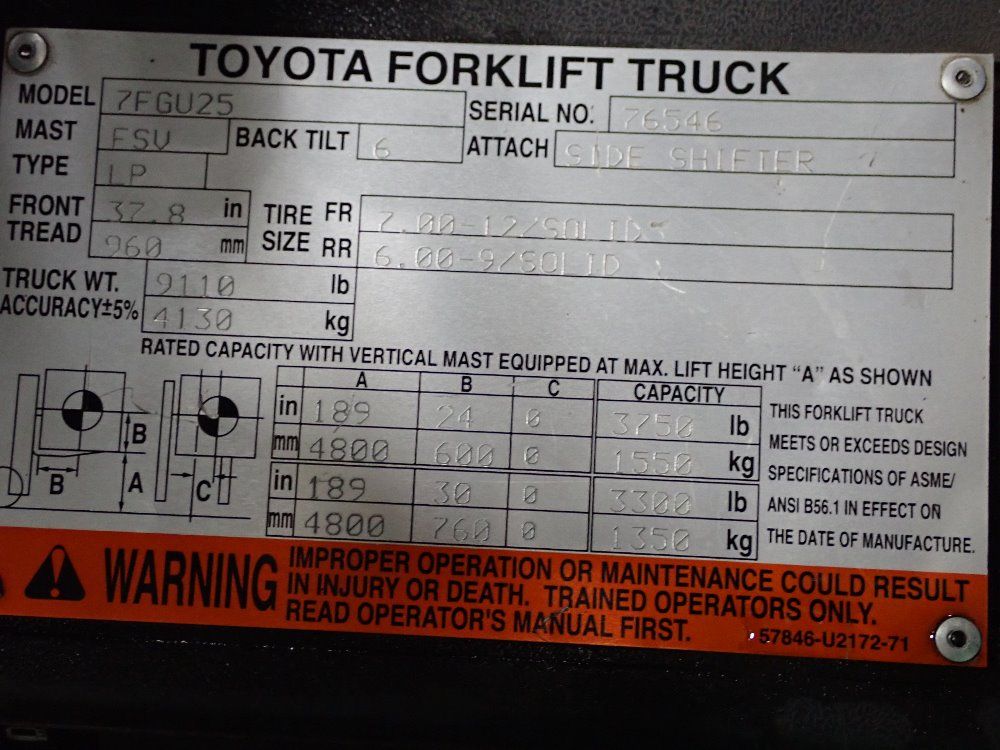 TOYOTA FORKLIFT TRUCK
MODEL 7FGU25 SERIAL NO. 76546
MAST FSV BACK TILT 6 ATTACH SIDE SHIFTER
TYPE LP
FRONT TREAD 37.8 in 960 mm
TIRE SIZE FR 7.00-12/SOLID
RR 6.00-9/SOLID
TRUCK WT. 9110 lb
ACCURACY±5% 4130 kg
RATED CAPACITY WITH VERTICAL MAST EQUIPPED AT MAX. LIFT HEIGHT "A" AS SHOWN
A B C CAPACITY
in 189 24 0 3750 lb
mm 4800 600 0 1550 kg
in 189 30 0 3300 lb
mm 4800 760 0 1350 kg
B
B A C
THIS FORKLIFT TRUCK
MEETS OR EXCEEDS DESIGN
SPECIFICATIONS OF ASME/
ANSI B56.1 IN EFFECT ON
THE DATE OF MANUFACTURE.
WARNING
IMPROPER OPERATION OR MAINTENANCE COULD RESULT
IN INJURY OR DEATH. TRAINED OPERATORS ONLY.
READ OPERATOR'S MANUAL FIRST.
57846-U2172-71